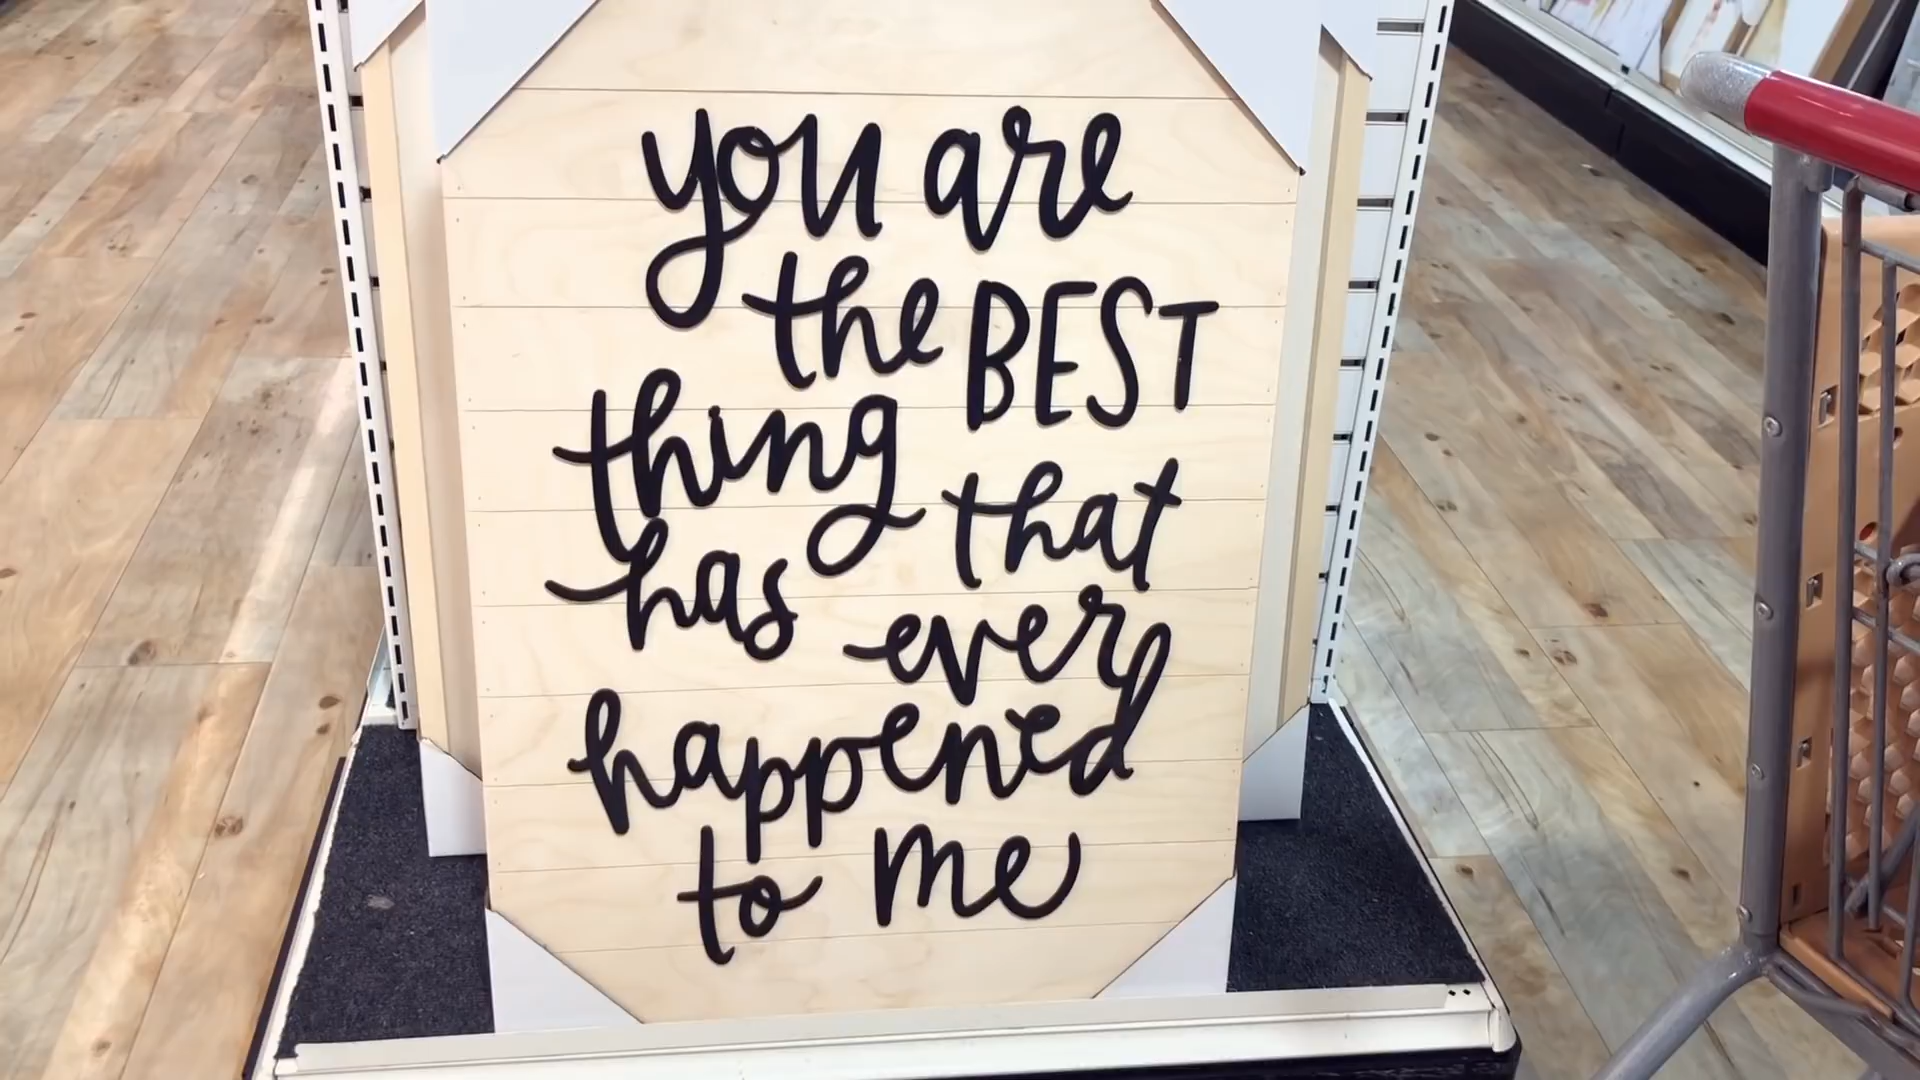 you are
the BEST
thing that
has ever
happened
to me